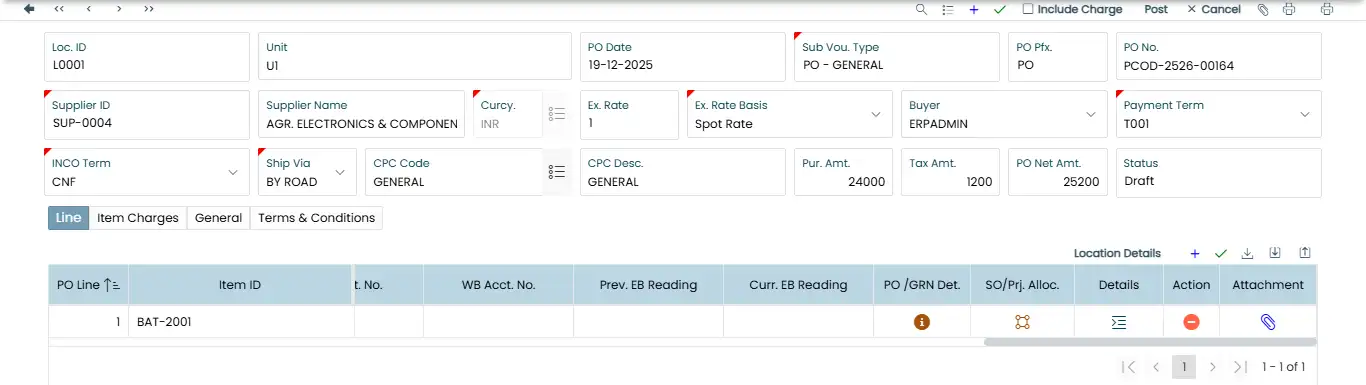 Include Charge Post Cancel
Loc. ID Unit PO Date Sub Vou. Type PO Pfx. PO No.
L0001 U1 19-12-2025 PO - GENERAL PO PCOD-2526-00164
Supplier ID Supplier Name Curcy. Ex. Rate Ex. Rate Basis Buyer Payment Term
SUP-0004 AGR. ELECTRONICS & COMPONEN INR 1 Spot Rate ERPADMIN T001
INCO Term Ship Via CPC Code CPC Desc. Pur. Amt. Tax Amt. PO Net Amt. Status
CNF BY ROAD GENERAL GENERAL 24000 1200 25200 Draft
Line Item Charges General Terms & Conditions
Location Details
PO Line Item ID t. No. WB Acct. No. Prev. EB Reading Curr. EB Reading PO /GRN Det. SO/Prj. Alloc. Details Action Attachment
1 BAT-2001
1 1 - 1 of 1